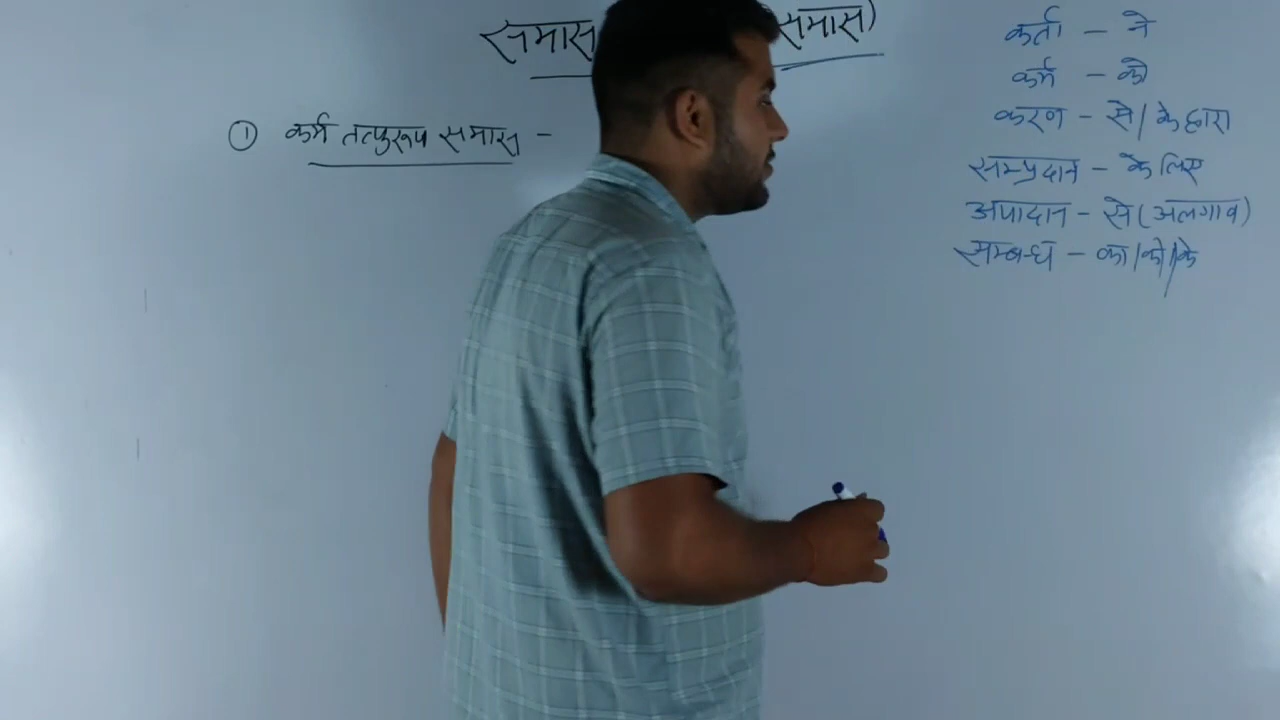 समास समास)
① कर्म तत्पुरूष समास -
कर्ता - ने
कर्म - को
करण - से/के द्वारा
सम्प्रदान - के लिए
अपादान - से (अलगाव)
सम्बन्ध - का/की/के